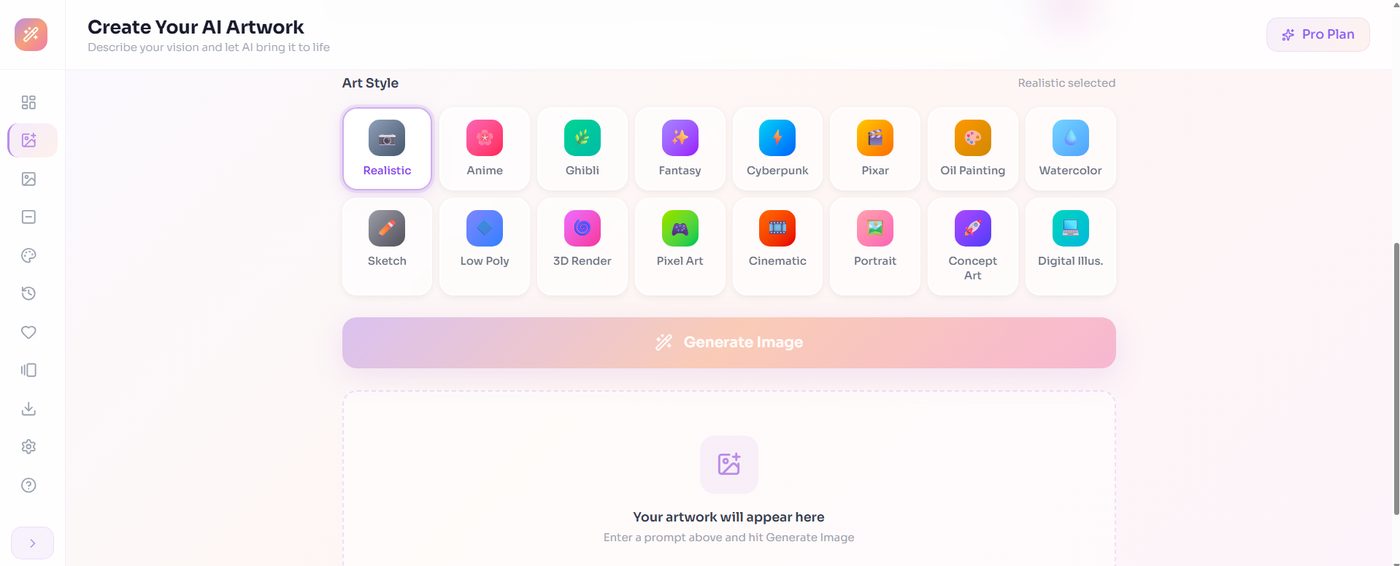 Create Your AI Artwork
Describe your vision and let AI bring it to life
Pro Plan
Art Style
Realistic selected
Realistic
Anime
Ghibli
Fantasy
Cyberpunk
Pixar
Oil Painting
Watercolor
Sketch
Low Poly
3D Render
Pixel Art
Cinematic
Portrait
Concept
Art
Digital Illus.
Generate Image
Your artwork will appear here
Enter a prompt above and hit Generate Image